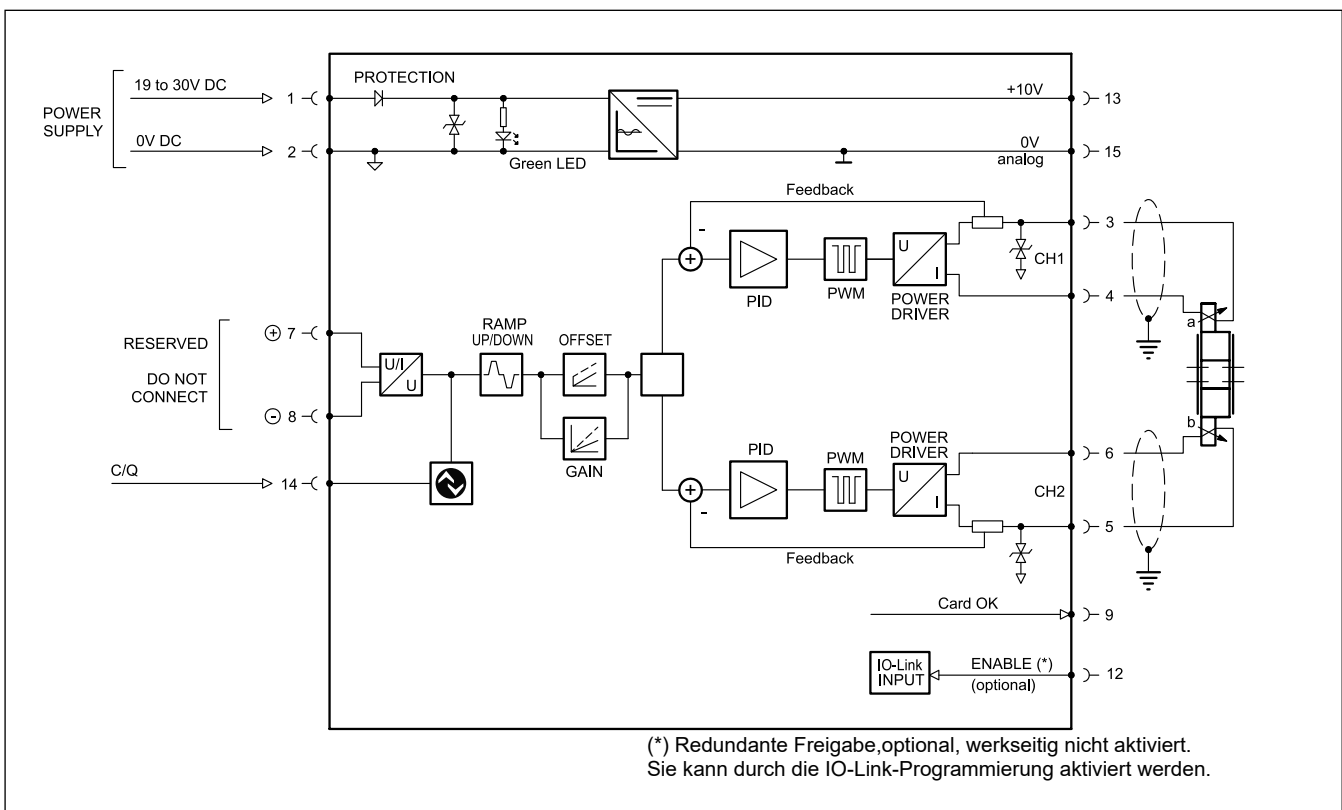 PROTECTION
19 to 30V DC
1
+10V
13
POWER
SUPPLY
0V DC
2
Green LED
0V
analog
15
Feedback
-
3
+
U
I
CH1
PID
PWM
POWER
DRIVER
4
a
RESERVED
DO NOT
CONNECT
+ 7
- 8
U/I
U
RAMP
UP/DOWN
OFFSET
GAIN
C/Q
14
b
POWER
DRIVER
PID
PWM
U
I
6
+
-
CH2
5
Feedback
Card OK
9
IO-Link
INPUT
ENABLE (*)
(optional)
12
(*) Redundante Freigabe,optional, werkseitig nicht aktiviert.
Sie kann durch die IO-Link-Programmierung aktiviert werden.